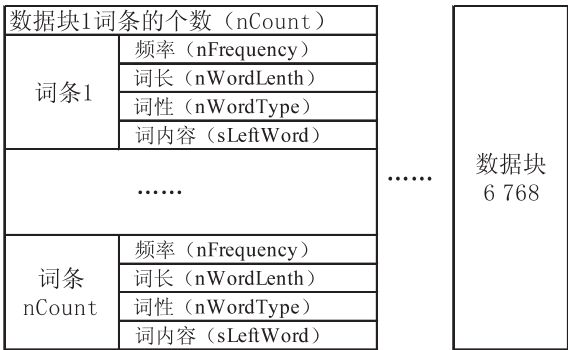 数据块1词条的个数（nCount）
词条1
频率（nFrequency）
词长（nWordLenth）
词性（nWordType）
词内容（sLeftWord）
……
词条
nCount
频率（nFrequency）
词长（nWordLenth）
词性（nWordType）
词内容（sLeftWord）
……
数据块
6 768